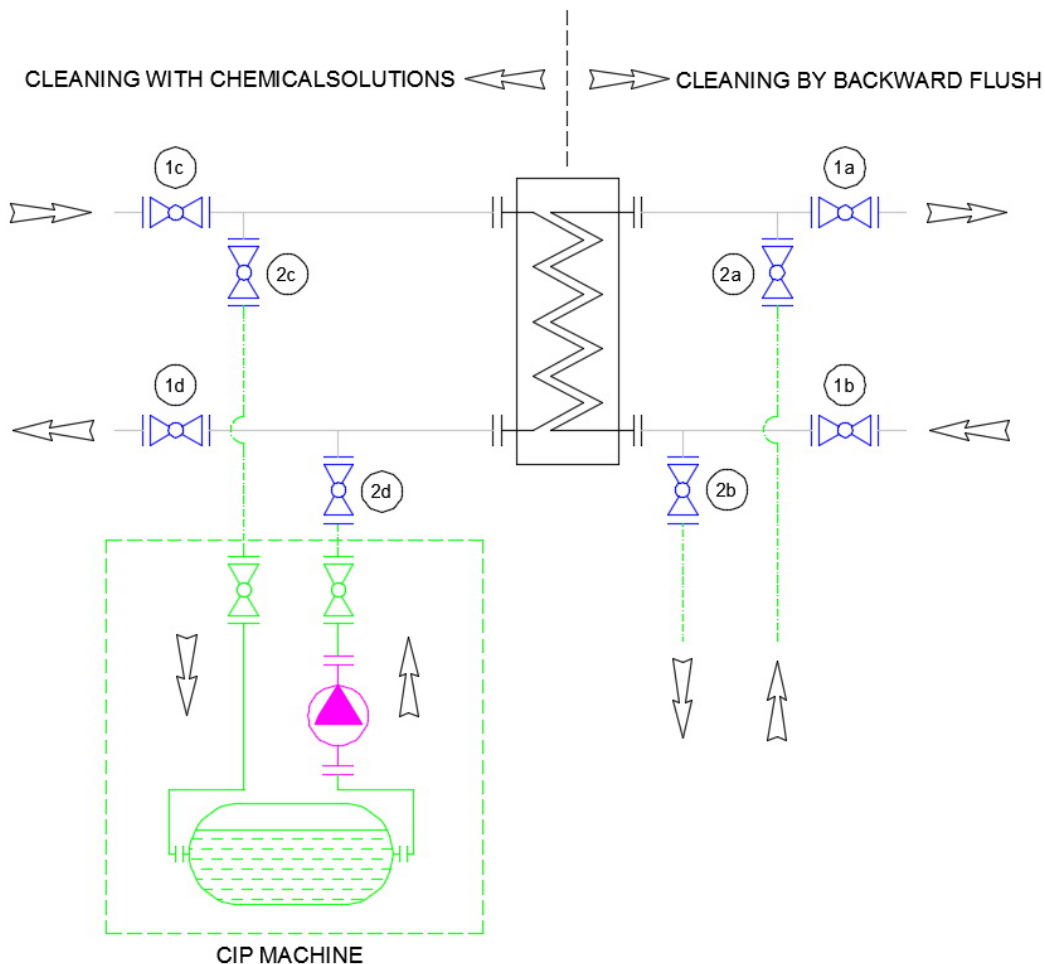 CLEANING WITH CHEMICALSOLUTIONS
CLEANING BY BACKWARD FLUSH
1c
1a
2c
2a
1d
1b
2d
2b
CIP MACHINE